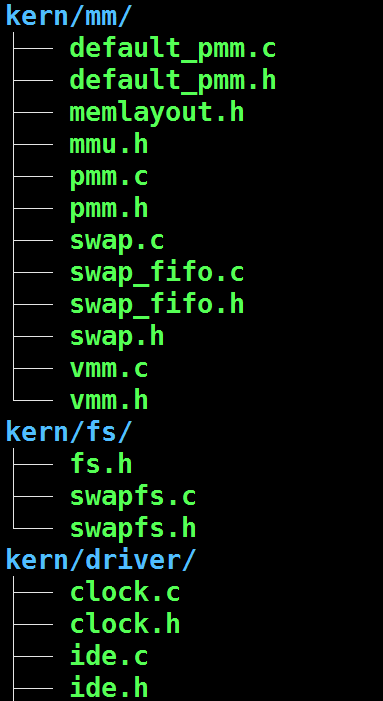 kern/mm/
default_pmm.c
default_pmm.h
memlayout.h
mmu.h
pmm.c
pmm.h
swap.c
swap_fifo.c
swap_fifo.h
swap.h
vmm.c
vmm.h
kern/fs/
fs.h
swapfs.c
swapfs.h
kern/driver/
clock.c
clock.h
ide.c
ide.h